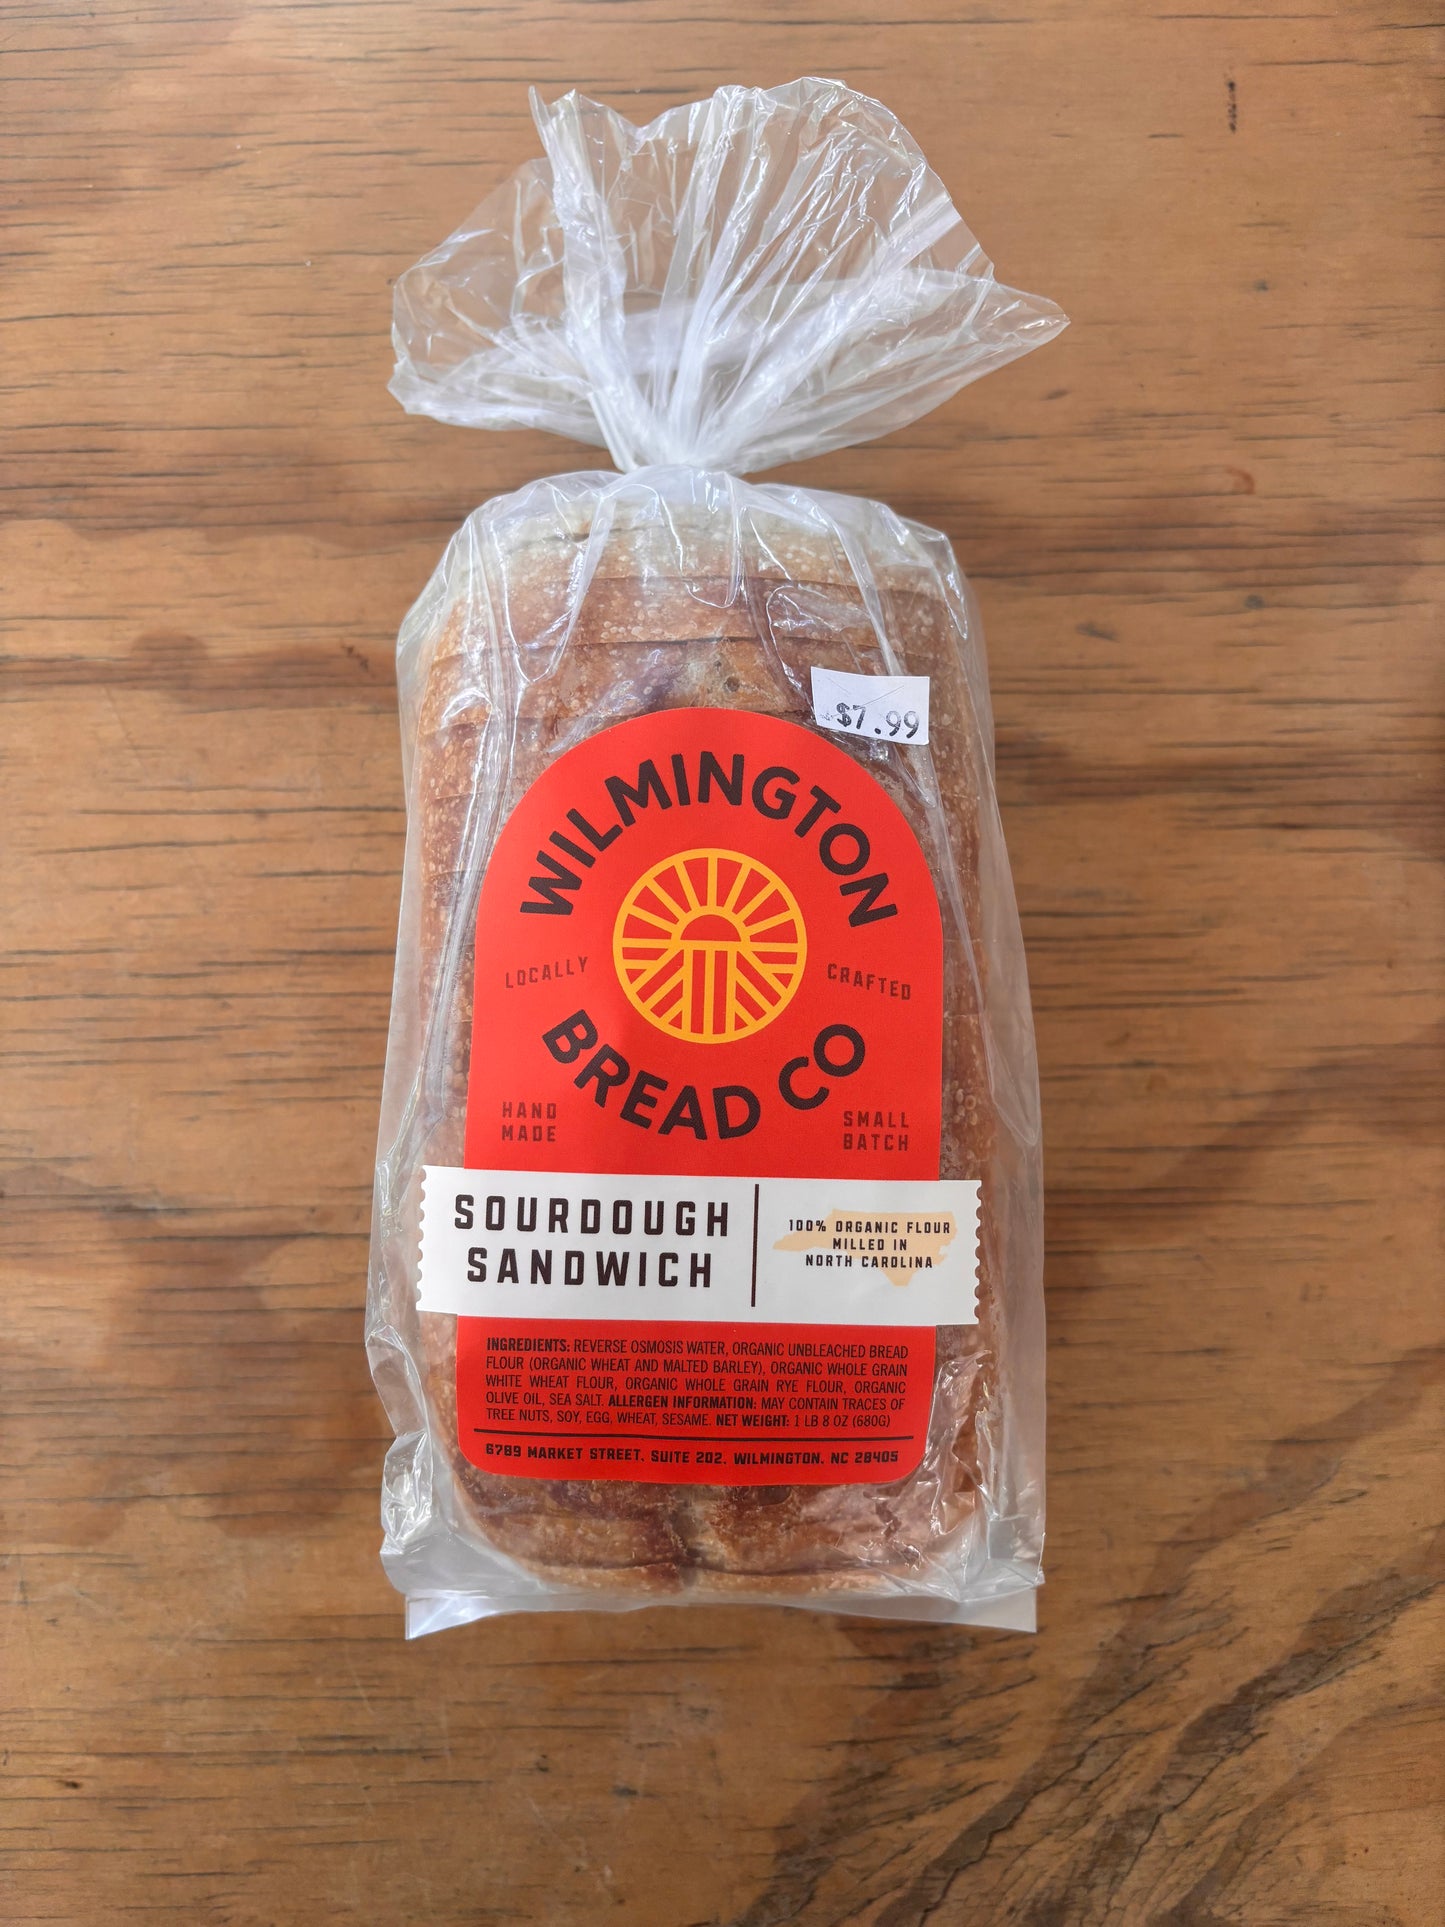 $7.99
WILMINGTON
LOCALLY
CRAFTED
BREAD CO
HAND
MADE
SMALL
BATCH
SOURDOUGH
SANDWICH
100% ORGANIC FLOUR
MILLED IN
NORTH CAROLINA
INGREDIENTS: REVERSE OSMOSIS WATER, ORGANIC UNBLEACHED BREAD
FLOUR (ORGANIC WHEAT AND MALTED BARLEY), ORGANIC WHOLE GRAIN
WHITE WHEAT FLOUR, ORGANIC WHOLE GRAIN RYE FLOUR, ORGANIC
OLIVE OIL, SEA SALT. ALLERGEN INFORMATION: MAY CONTAIN TRACES OF
TREE NUTS, SOY, EGG, WHEAT, SESAME. NET WEIGHT: 1 LB 8 OZ (680G)
6789 MARKET STREET, SUITE 202, WILMINGTON, NC 28405